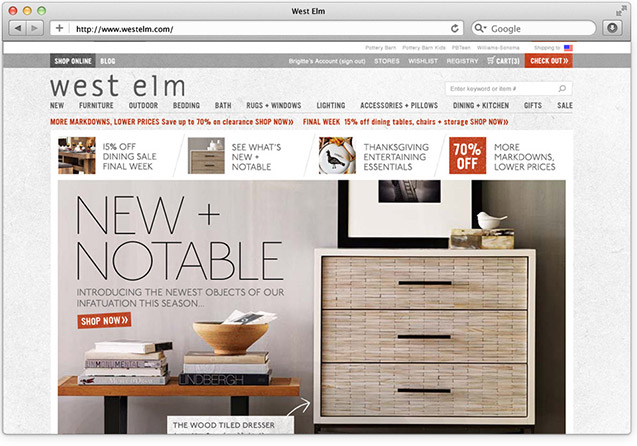 West Elm
http://www.westelm.com/
Google
Pottery Barn Pottery Barn Kids PBTeen Williams-Sonoma Shipping to
SHOP ONLINE BLOG Brigitte's Account (sign out) STORES WISHLIST REGISTRY CART(3) CHECK OUT »
west elm
Enter keyword or item #
NEW FURNITURE OUTDOOR BEDDING BATH RUGS + WINDOWS LIGHTING ACCESSORIES + PILLOWS DINING + KITCHEN GIFTS SALE
MORE MARKDOWNS, LOWER PRICES Save up to 70% on clearance SHOP NOW» FINAL WEEK 15% off dining tables, chairs + storage SHOP NOW»
15% OFF
DINING SALE
FINAL WEEK
SEE WHAT'S
NEW +
NOTABLE
THANKSGIVING
ENTERTAINING
ESSENTIALS
70%
OFF
MORE
MARKDOWNS,
LOWER PRICES
NEW +
NOTABLE
INTRODUCING THE NEWEST OBJECTS OF OUR
INFATUATION THIS SEASON...
SHOP NOW»
LINDBERGH
THE WOOD TILED DRESSER